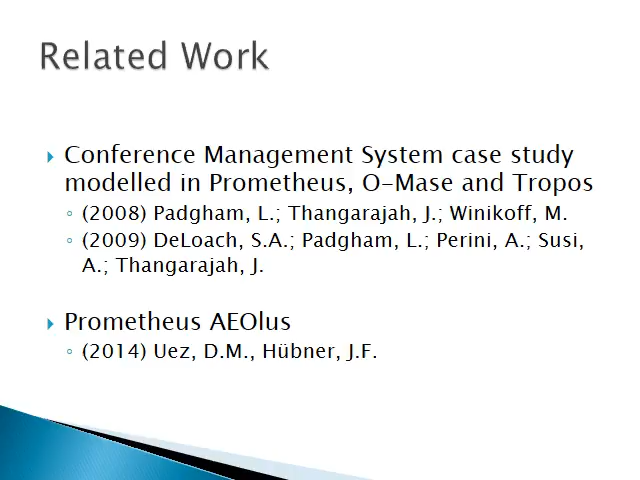 Related Work
Conference Management System case study
modelled in Prometheus, O-Mase and Tropos
(2008) Padgham, L.; Thangarajah, J.; Winikoff, M.
(2009) DeLoach, S.A.; Padgham, L.; Perini, A.; Susi,
A.; Thangarajah, J.
Prometheus AEOlus
(2014) Uez, D.M., Hübner, J.F.